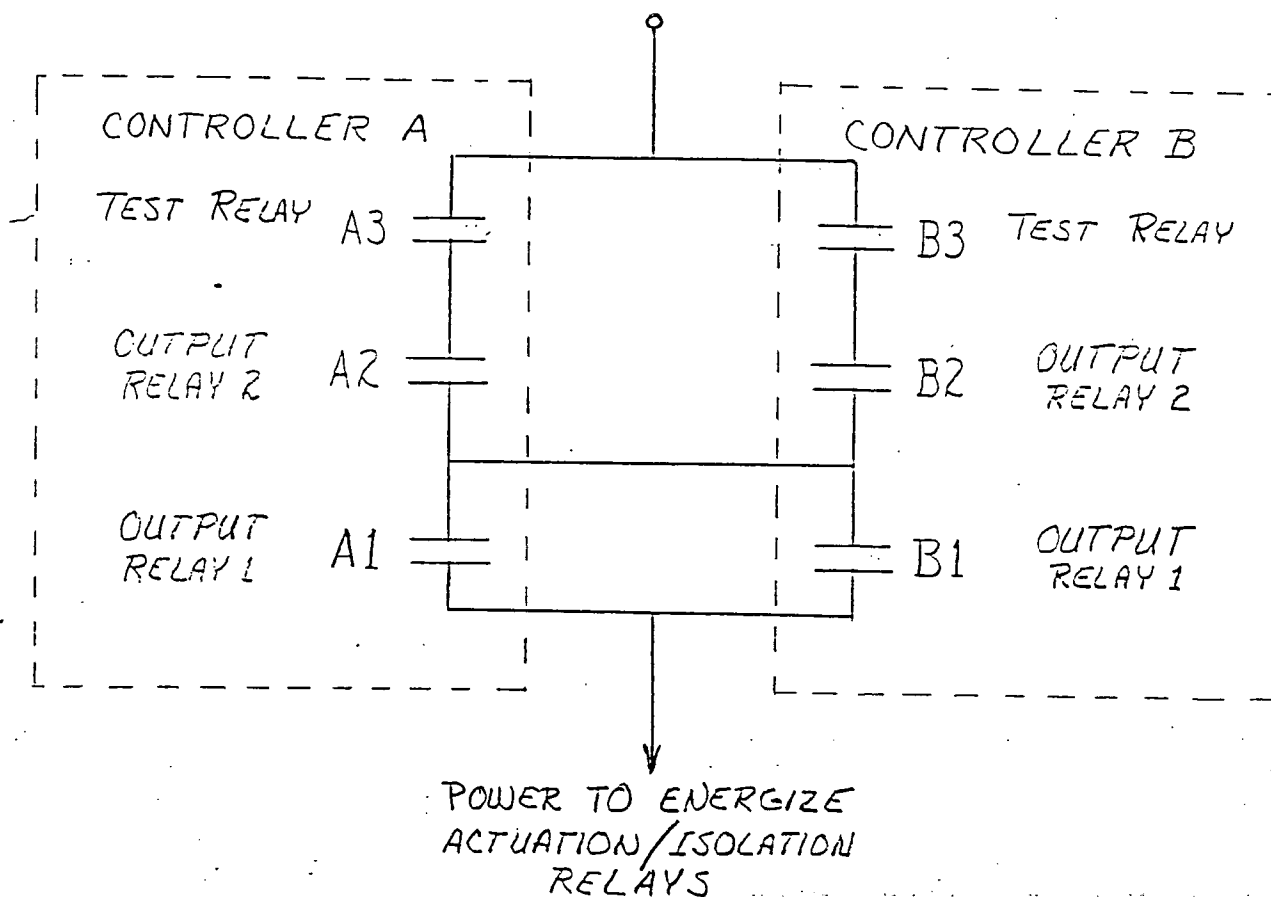 CONTROLLER A
CONTROLLER B
TEST RELAY A3
B3 TEST RELAY
OUTPUT
RELAY 2
A2
B2
OUTPUT
RELAY 2
OUTPUT
RELAY 1
A1
B1
OUTPUT
RELAY 1
POWER TO ENERGIZE
ACTUATION/ISOLATION
RELAYS